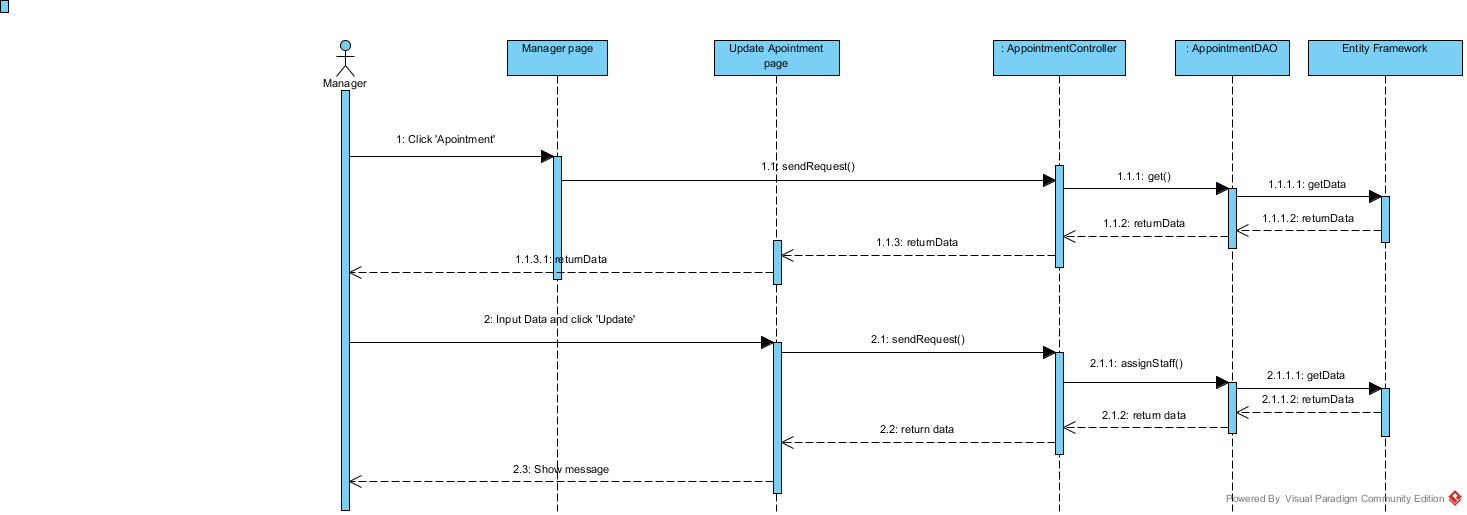 Manager
Manager page
Update Apointment
page
: AppointmentController
: AppointmentDAO
Entity Framework
1: Click 'Apointment'
1.1: sendRequest()
1.1.1: get()
1.1.1.1: getData
1.1.1.2: returnData
1.1.2: returnData
1.1.3: returnData
1.1.3.1: returnData
2: Input Data and click 'Update'
2.1: sendRequest()
2.1.1: assignStaff()
2.1.1.1: getData
2.1.1.2: returnData
2.1.2: return data
2.2: return data
2.3: Show message
Powered By Visual Paradigm Community Edition